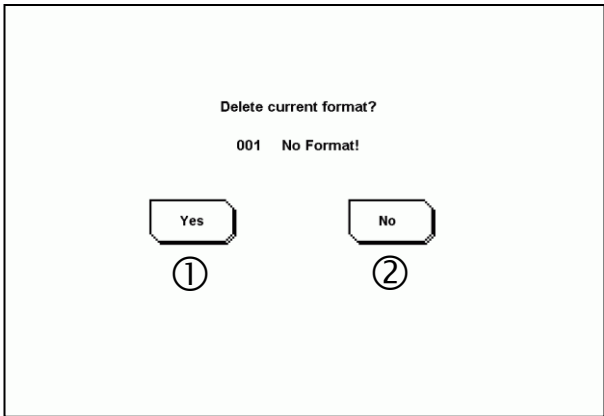 Delete current format?
001 No Format!
Yes No
① ②